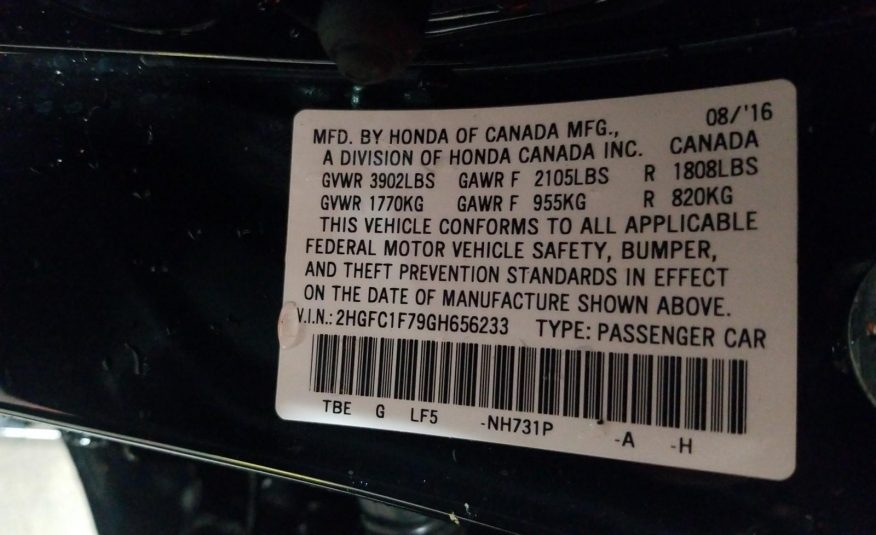 08/'16
MFD. BY HONDA OF CANADA MFG.,
A DIVISION OF HONDA CANADA INC. CANADA
GVWR 3902LBS GAWR F 2105LBS R 1808LBS
GVWR 1770KG GAWR F 955KG R 820KG
THIS VEHICLE CONFORMS TO ALL APPLICABLE
FEDERAL MOTOR VEHICLE SAFETY, BUMPER,
AND THEFT PREVENTION STANDARDS IN EFFECT
ON THE DATE OF MANUFACTURE SHOWN ABOVE.
V.I.N.: 2HGFC1F79GH656233 TYPE: PASSENGER CAR
TBE G LF5 -NH731P -A -H